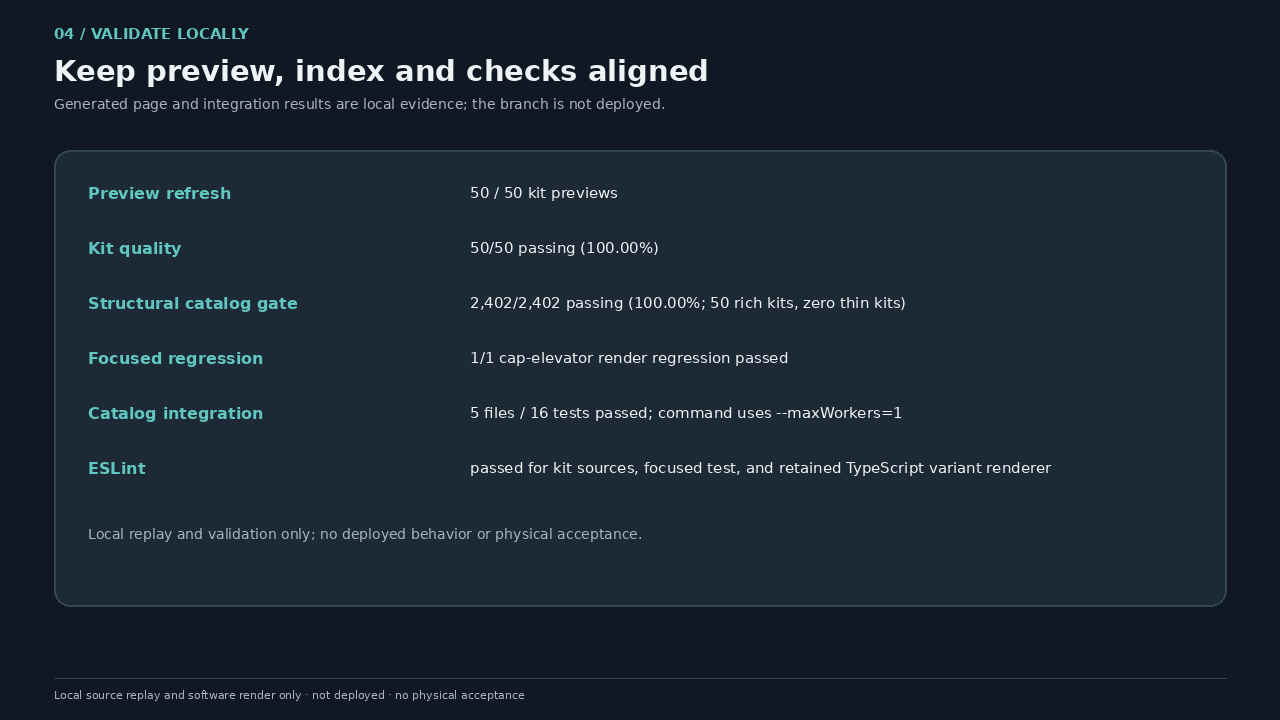 04 / VALIDATE LOCALLY
Keep preview, index and checks aligned
Generated page and integration results are local evidence; the branch is not deployed.
Preview refresh 50 / 50 kit previews
Kit quality 50/50 passing (100.00%)
Structural catalog gate 2,402/2,402 passing (100.00%; 50 rich kits, zero thin kits)
Focused regression 1/1 cap-elevator render regression passed
Catalog integration 5 files / 16 tests passed; command uses --maxWorkers=1
ESLint passed for kit sources, focused test, and retained TypeScript variant renderer
Local replay and validation only; no deployed behavior or physical acceptance.
Local source replay and software render only · not deployed · no physical acceptance